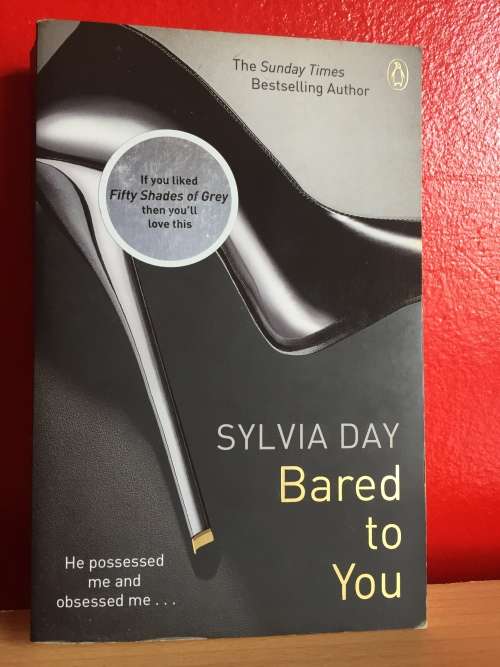 The Sunday Times
Bestselling Author
If you liked
Fifty Shades of Grey
then you'll
love this
SYLVIA DAY
Bared
to
You
He possessed
me and
obsessed me . . .